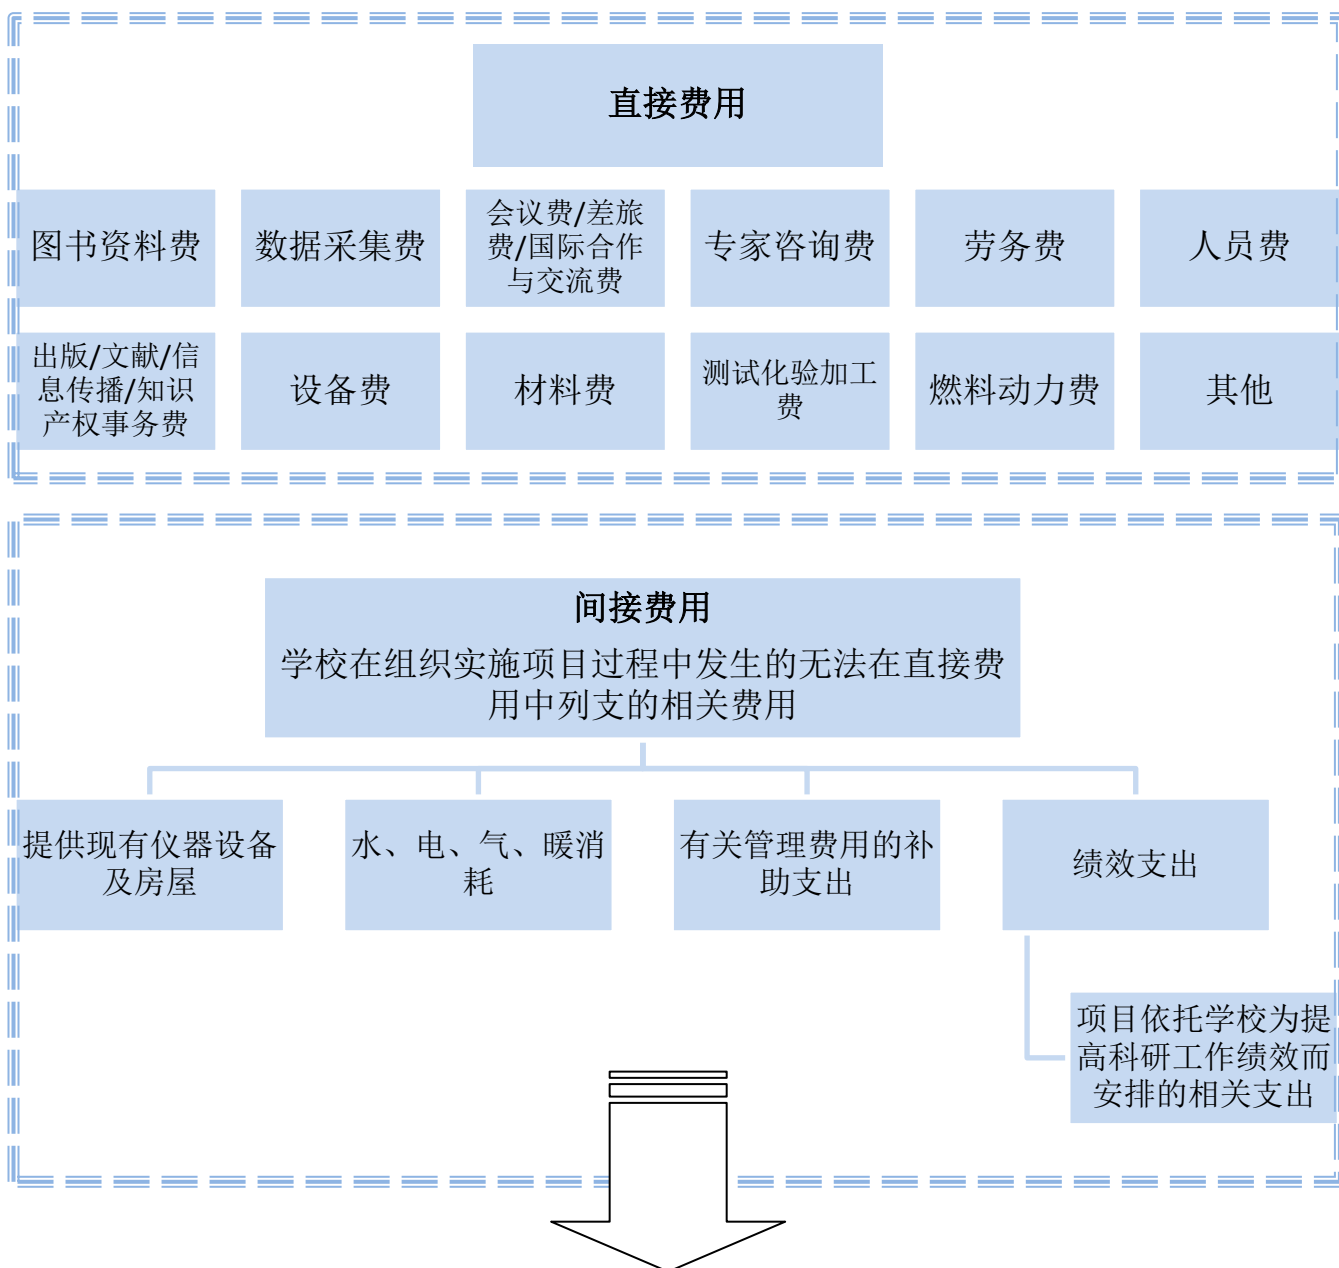 直接费用
图书资料费
数据采集费
会议费/差旅
费/国际合作
与交流费
专家咨询费
劳务费
人员费
出版/文献/信
息传播/知识
产权事务费
设备费
材料费
测试化验加工
费
燃料动力费
其他
间接费用
学校在组织实施项目过程中发生的无法在直接费
用中列支的相关费用
提供现有仪器设备
及房屋
水、电、气、暖消
耗
有关管理费用的补
助支出
绩效支出
项目依托学校为提
高科研工作绩效而
安排的相关支出